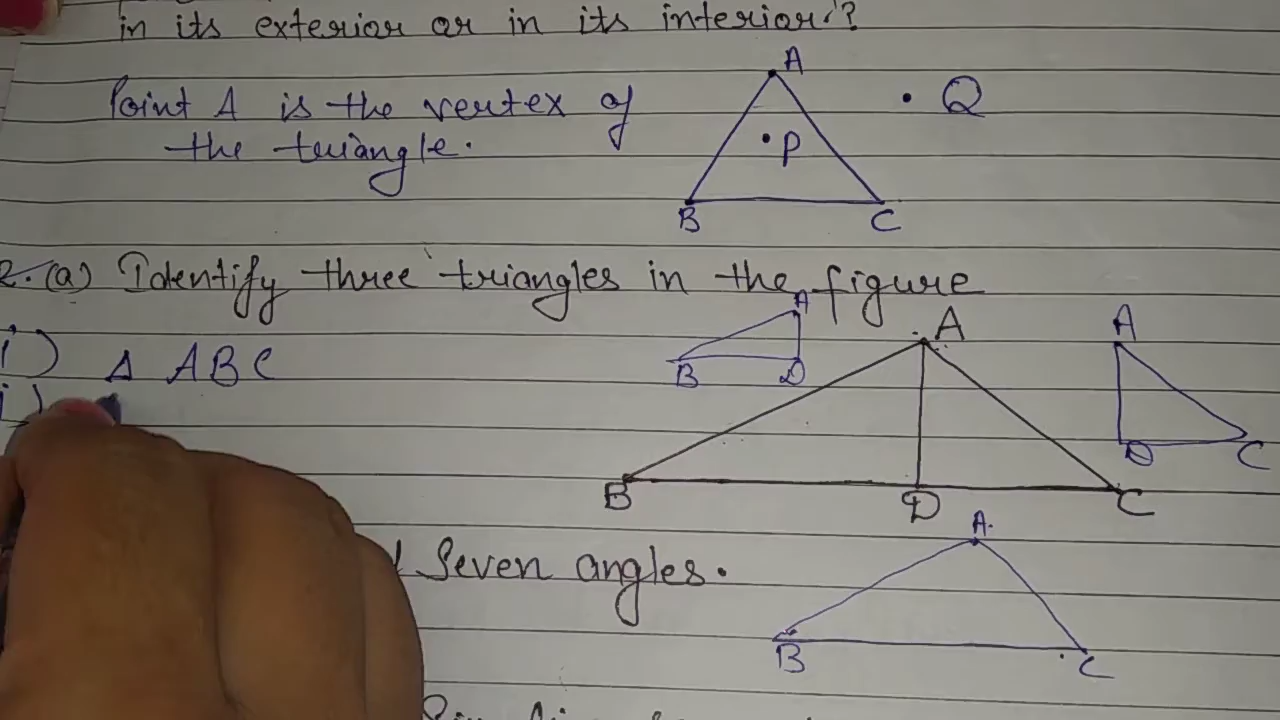 in its exterior or in its interior?
A
Point A is the vertex of
• Q
the triangle.
• P
B
C
2. (a) Identify three triangles in the figure
A
B
D
A
B
D
C
A
D
C
i) Δ ABC
Seven angles.
A
B
C